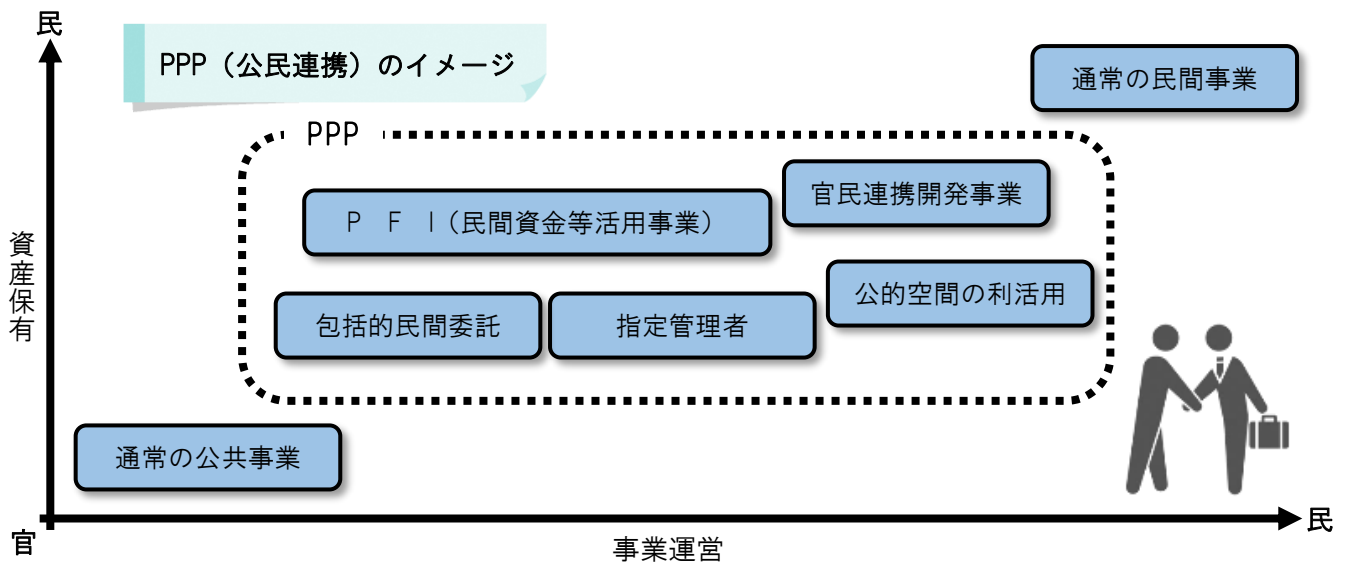 民
PPP（公民連携）のイメージ
通常の民間事業
PPP
官民連携開発事業
Ｐ　Ｆ　Ｉ（民間資金等活用事業）
公的空間の利活用
包括的民間委託
指定管理者
資産保有
通常の公共事業
官
民
事業運営